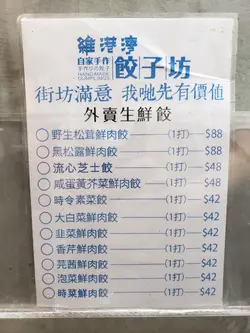 維港灣
自家手作
手作りの餃子
HANDMADE
DUMPLINGS
餃子坊
街坊滿意 我哋先有價值
外賣生鮮餃
野生松茸鮮肉餃——(1打)—$88
黑松露鮮肉餃——(1打)—$88
流心芝士餃——(1打)—$48
咸蛋黃芥菜鮮肉餃—(1打)—$48
時令素菜餃——(1打)—$42
大白菜鮮肉餃——(1打)—$42
韭菜鮮肉餃——(1打)—$42
香芹鮮肉餃——(1打)—$42
芫茜鮮肉餃——(1打)—$42
泡菜鮮肉餃——(1打)—$42
時菜鮮肉餃——(1打)—$42